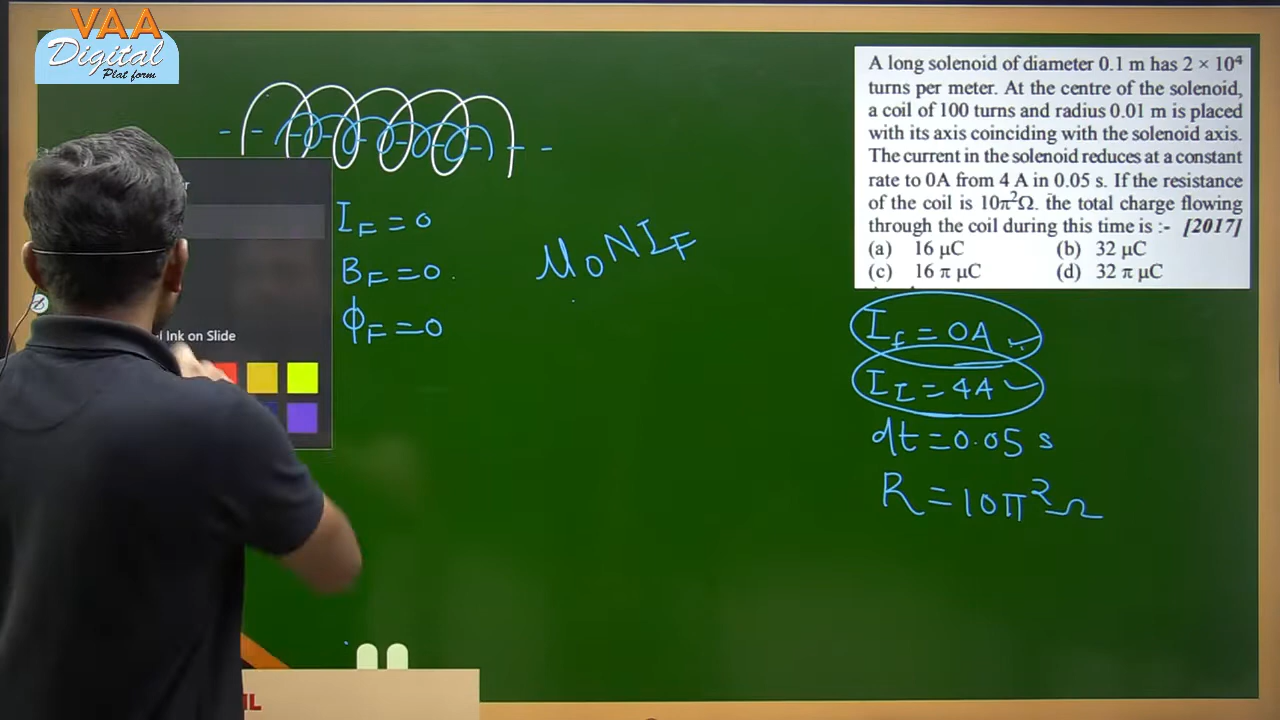 VAA
Digital
Plat form
A long solenoid of diameter 0.1 m has 2 × 10⁴
turns per meter. At the centre of the solenoid,
a coil of 100 turns and radius 0.01 m is placed
with its axis coinciding with the solenoid axis.
The current in the solenoid reduces at a constant
rate to 0A from 4 A in 0.05 s. If the resistance
of the coil is 10π²Ω. the total charge flowing
through the coil during this time is :- [2017]
(a) 16 μC (b) 32 μC
(c) 16 π μC (d) 32 π μC
I_F = 0
B_F = 0.
ϕ_F = 0
μ₀NI_F
I_f = 0A
I_I = 4A
dt = 0.05 s
R = 10π²Ω
Ink on Slide